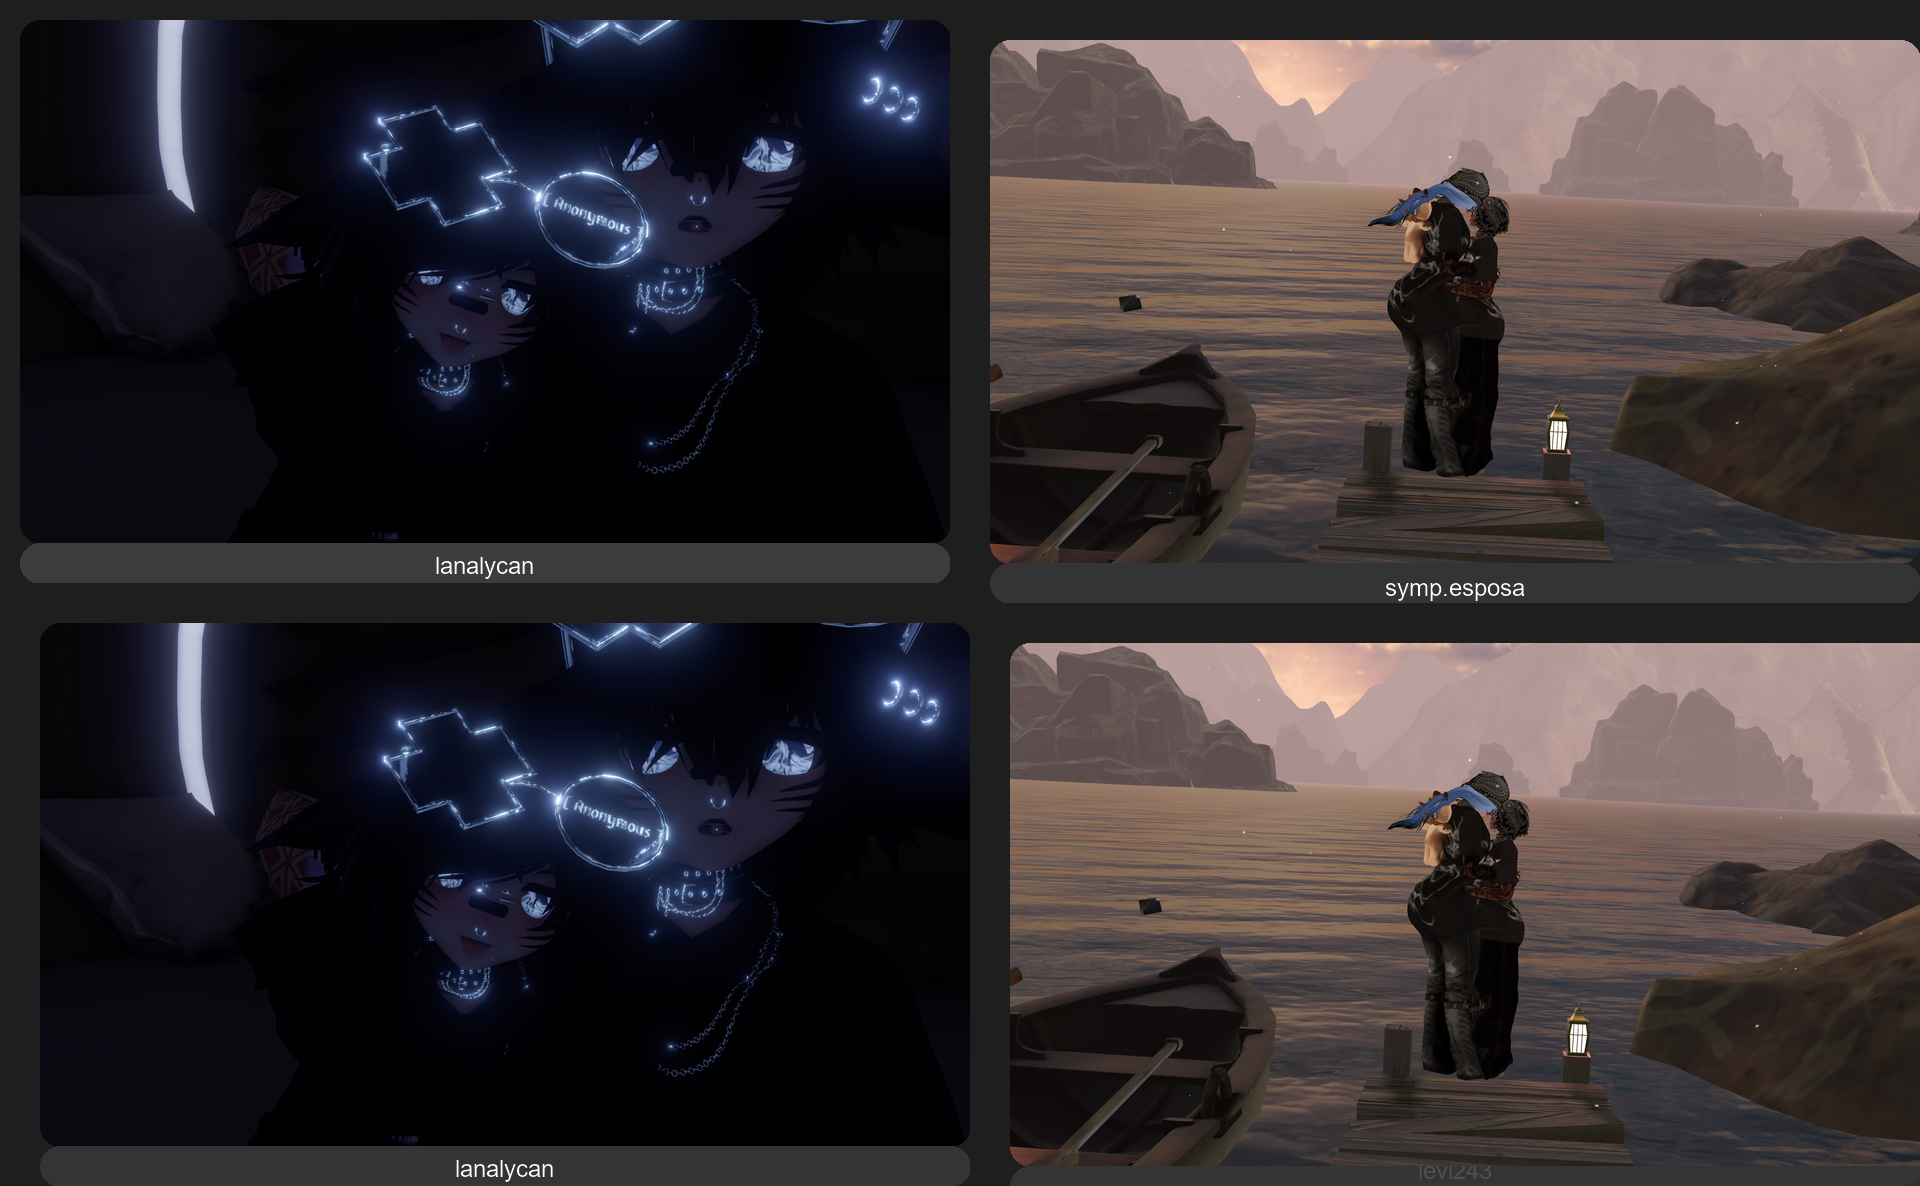 [ Anonymous ]
lanalycan
symp.esposa
[ Anonymous ]
lanalycan
levi243